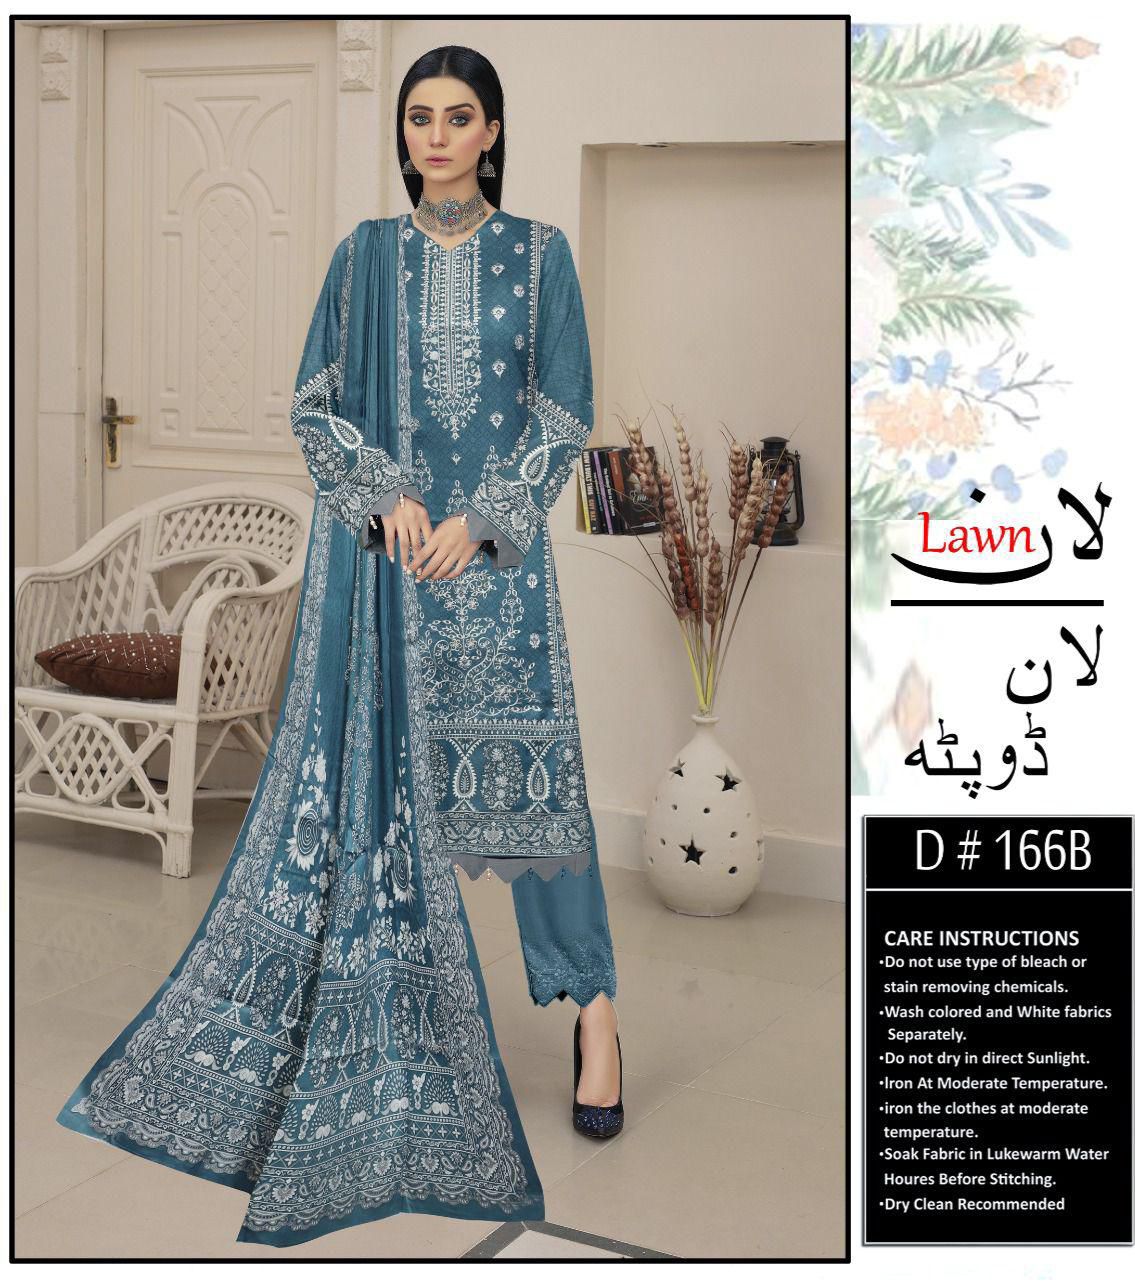 لان
Lawn
لان
ڈوپٹہ
D # 166B
CARE INSTRUCTIONS
•Do not use type of bleach or
stain removing chemicals.
•Wash colored and White fabrics
Separately.
•Do not dry in direct Sunlight.
•Iron At Moderate Temperature.
•iron the clothes at moderate
temperature.
•Soak Fabric in Lukewarm Water
Houres Before Stitching.
•Dry Clean Recommended